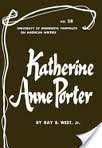 NO. 28
UNIVERSITY OF MINNESOTA PAMPHLETS
ON AMERICAN WRITERS
Katherine
Anne Porter
BY RAY B. WEST, Jr.